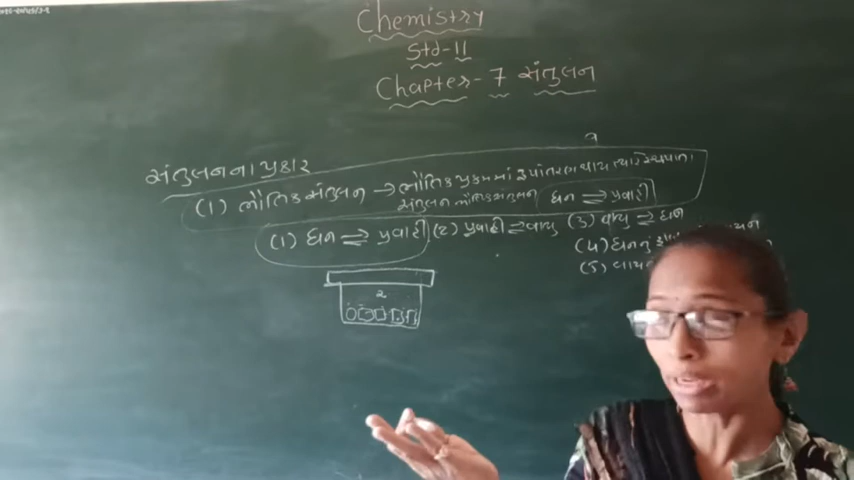 Chemistry
Std-11
Chapter-7 સંતુલન
સંતુલનના પ્રકાર
(1) ભૌતિક સંતુલન → ભૌતિક પ્રક્રમમાં રૂપાંતરણ થાય ત્યારે સ્થપાતા
સંતુલન ભૌતિક સંતુલન ઘન ⇌ પ્રવાહી
(1) ઘન ⇌ પ્રવાહી (2) પ્રવાહી ⇌ વાયુ (3) વાયુ ⇌ ઘન
(4) ઘનનું
(5)